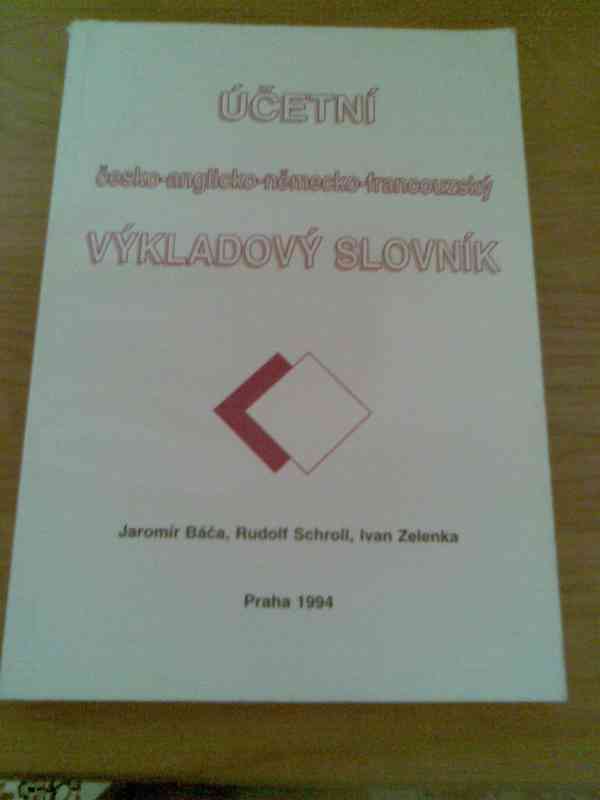 ÚČETNÍ
česko-anglicko-německo-francouzský
VÝKLADOVÝ SLOVNÍK
Jaromír Báča, Rudolf Schroll, Ivan Zelenka
Praha 1994